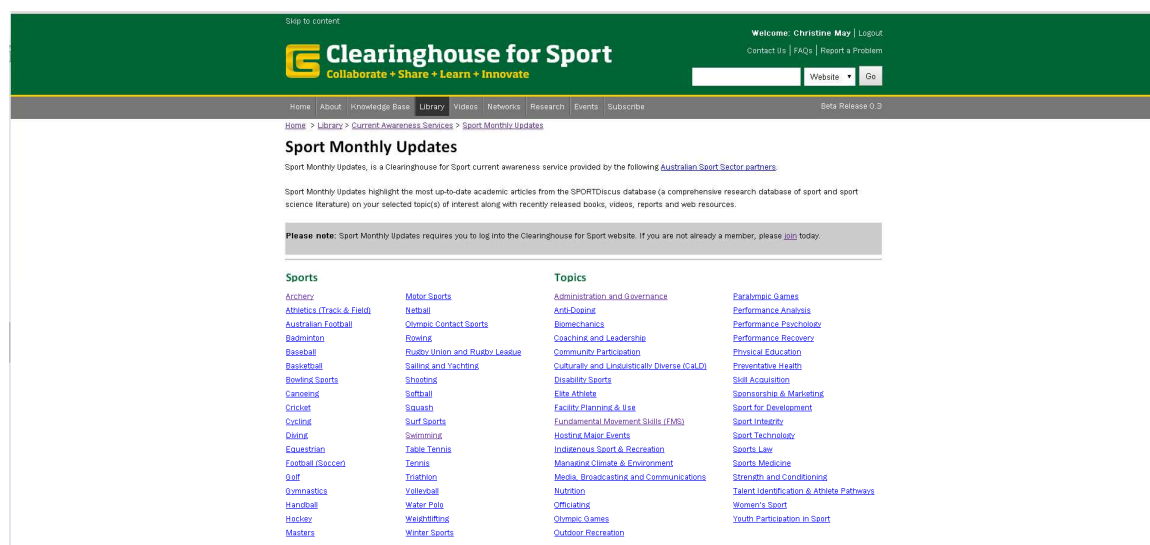 Skip to content
Welcome: Christine May | Logout
Clearinghouse for Sport
Collaborate + Share + Learn + Innovate
Contact Us | FAQs | Report a Problem
Website Go
Home About Knowledge Base Library Videos Networks Research Events Subscribe Beta Release 0.3
Home > Library > Current Awareness Services > Sport Monthly Updates
Sport Monthly Updates
Sport Monthly Updates, is a Clearinghouse for Sport current awareness service provided by the following Australian Sport Sector partners.
Sport Monthly Updates highlight the most up-to-date academic articles from the SPORTDiscus database (a comprehensive research database of sport and sport
science literature) on your selected topic(s) of interest along with recently released books, videos, reports and web resources.
Please note: Sport Monthly Updates requires you to log into the Clearinghouse for Sport website. If you are not already a member, please join today.
Sports
Archery
Athletics (Track & Field)
Australian Football
Badminton
Baseball
Basketball
Bowling Sports
Canoeing
Cricket
Cycling
Diving
Equestrian
Football (Soccer)
Golf
Gymnastics
Handball
Hockey
Masters
Motor Sports
Netball
Olympic Contact Sports
Rowing
Rugby Union and Rugby League
Sailing and Yachting
Shooting
Softball
Squash
Surf Sports
Swimming
Table Tennis
Tennis
Triathlon
Volleyball
Water Polo
Weightlifting
Winter Sports
Topics
Administration and Governance
Anti-Doping
Biomechanics
Coaching and Leadership
Community Participation
Culturally and Linguistically Diverse (CaLD)
Disability Sports
Elite Athlete
Facility Planning & Use
Fundamental Movement Skills (FMS)
Hosting Major Events
Indigenous Sport & Recreation
Managing Climate & Environment
Media, Broadcasting and Communications
Nutrition
Officiating
Olympic Games
Outdoor Recreation
Paralympic Games
Performance Analysis
Performance Psychology
Performance Recovery
Physical Education
Preventative Health
Skill Acquisition
Sponsorship & Marketing
Sport for Development
Sport Integrity
Sport Technology
Sports Law
Sports Medicine
Strength and Conditioning
Talent Identification & Athlete Pathways
Women's Sport
Youth Participation in Sport